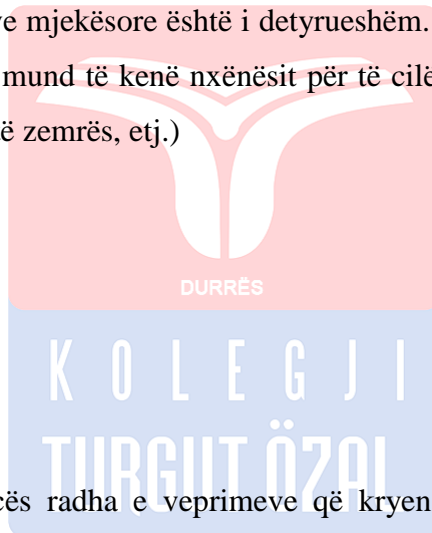 ve mjekësore është i detyrueshëm.
mund të kenë nxënësit për të cilë
ë zemrës, etj.)
DURRËS
KOLEGJI
TURGUT ÖZAL
cës radha e veprimeve që kryen